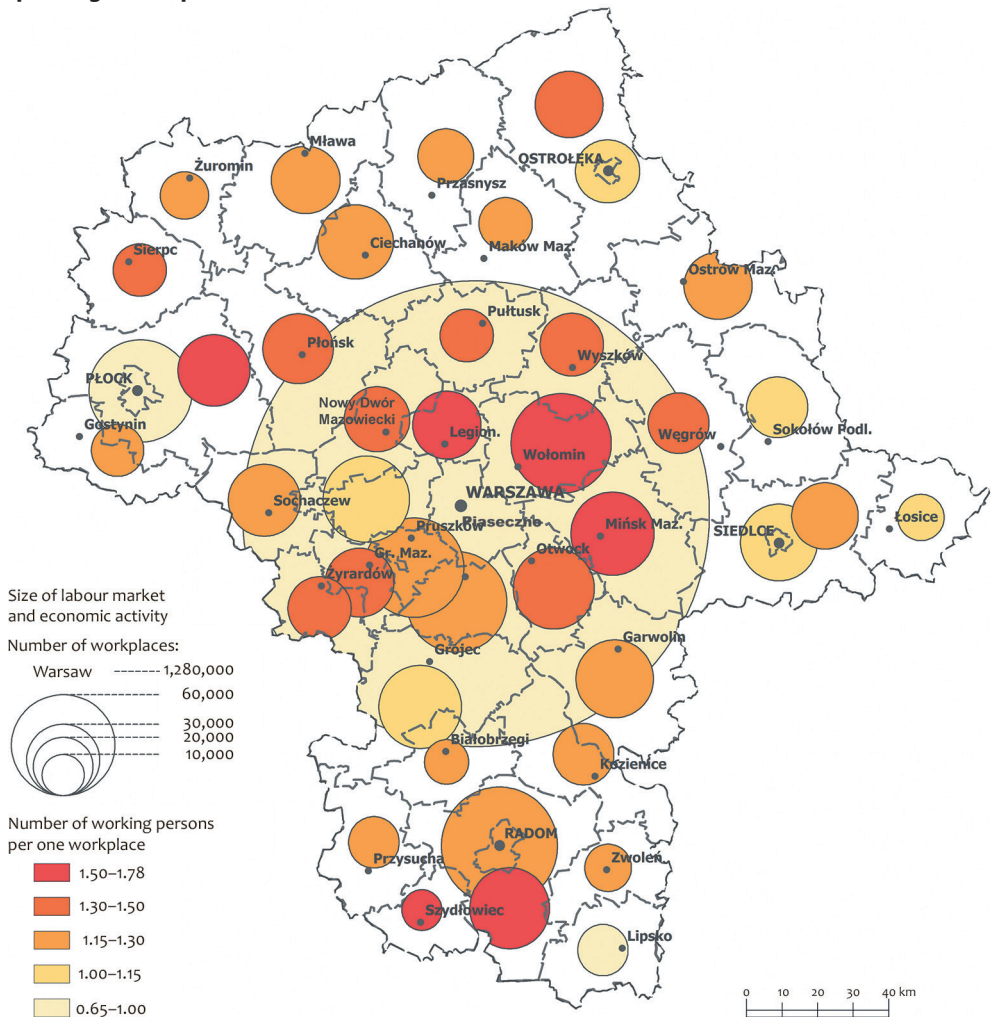 Mława
Żuromin
OSTROŁĘKA
Przasnysz
Ciechanów
Maków Maz.
Sierpc
Ostrów Maz.
Pułtusk
Płońsk
Wyszków
PŁOCK
Nowy Dwór
Mazowiecki
Gostynin
Legion.
Węgrów
Sokołów Podl.
Wołomin
WARSZAWA
Sochaczew
Piaseczno
Pruszków
Mińsk Maz.
SIEDLCE
Łosice
Gr. Maz.
Otwock
Żyrardów
Garwolin
Grójec
Białobrzegi
Kozienice
RADOM
Przysucha
Zwoleń
Szydłowiec
Lipsko
Size of labour market
and economic activity
Number of workplaces:
Warsaw 1,280,000
60,000
30,000
20,000
10,000
Number of working persons
per one workplace
1.50–1.78
1.30–1.50
1.15–1.30
1.00–1.15
0.65–1.00
0 10 20 30 40 km